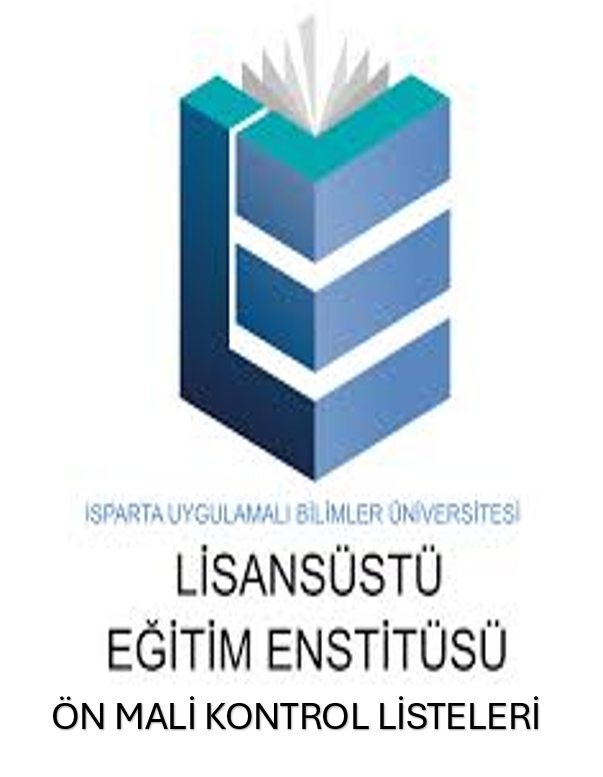 ISPARTA UYGULAMALI BİLİMLER ÜNİVERSİTESİ
LİSANSÜSTÜ
EĞİTİM ENSTİTÜSÜ
ÖN MALİ KONTROL LİSTELERİ